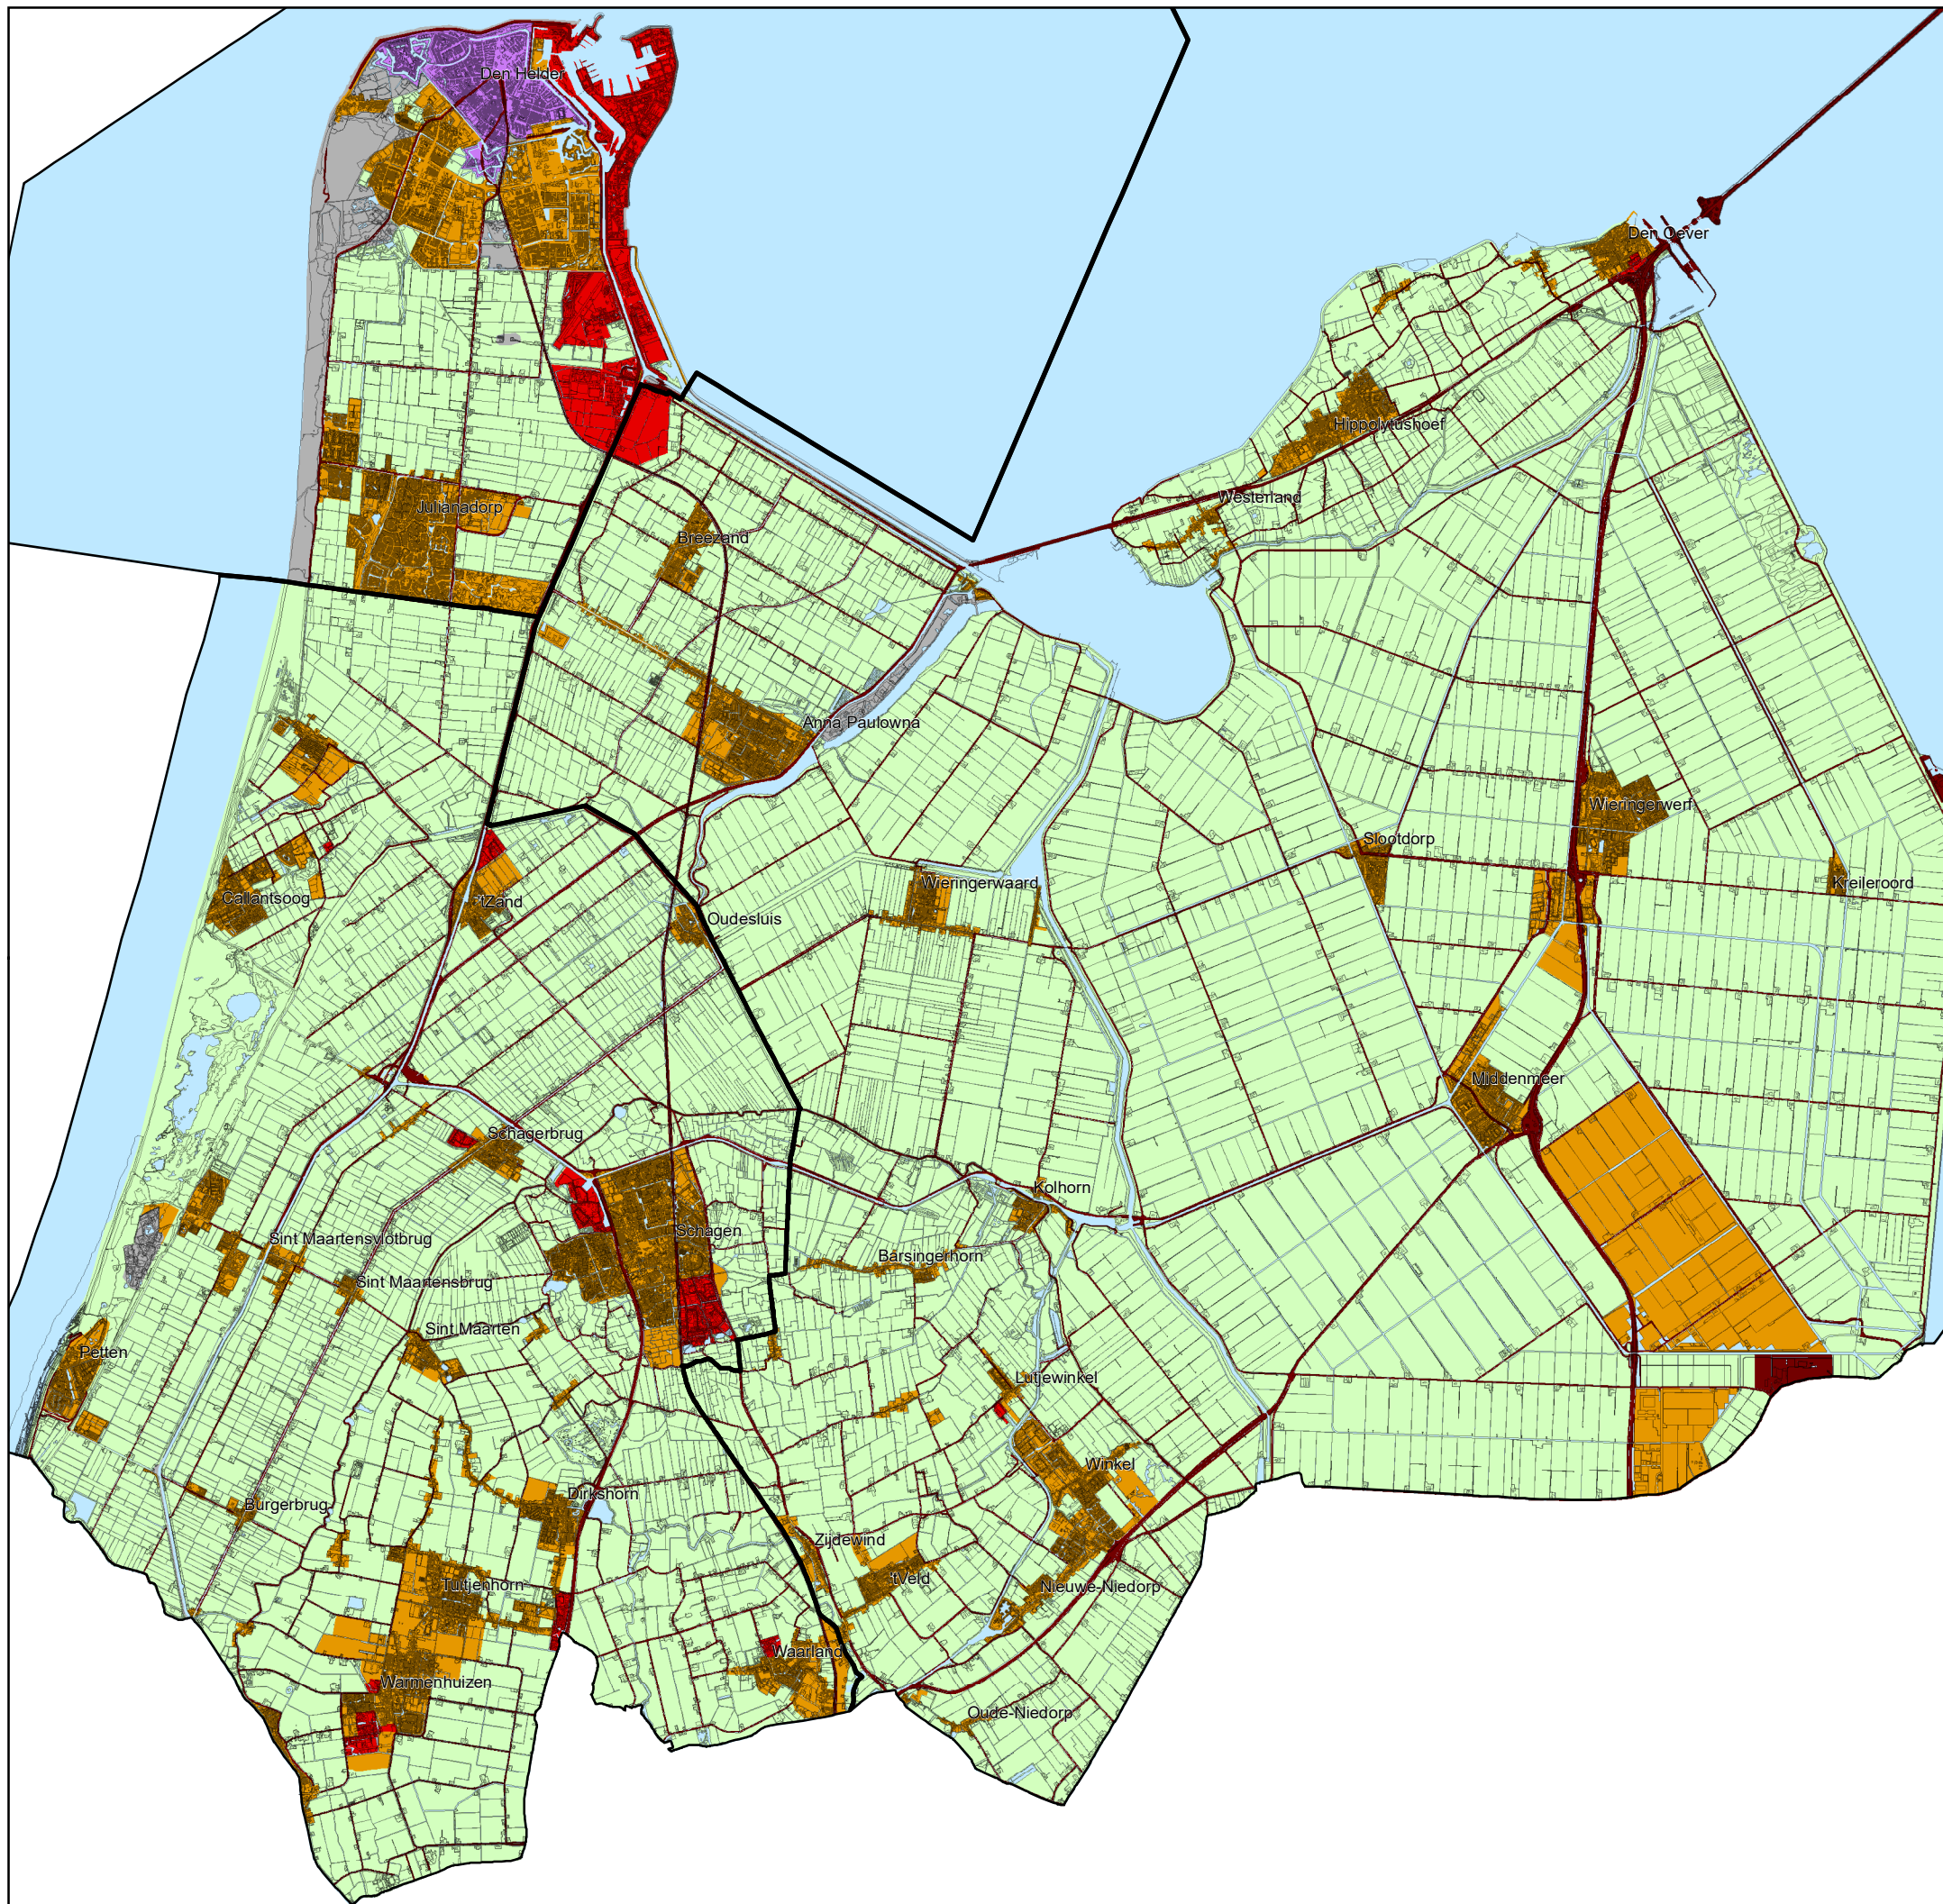 Den Helder
Den Oever
Hippolytushoef
Westerland
Julianadorp
Breezand
Anna Paulowna
Wieringerwerf
Slootdorp
Wieringerwaard
Kreileroord
Callantsoog
'tZand
Oudesluis
Middenmeer
Schagerbrug
Kolhorn
Schagen
Sint Maartensvlotbrug
Barsingerhorn
Sint Maartensbrug
Sint Maarten
Petten
Lutjewinkel
Winkel
Dirkshorn
Burgerbrug
Zijdewind
'tVeld
Tuitjenhorn
Nieuwe-Niedorp
Waarland
Warmenhuizen
Oude-Niedorp